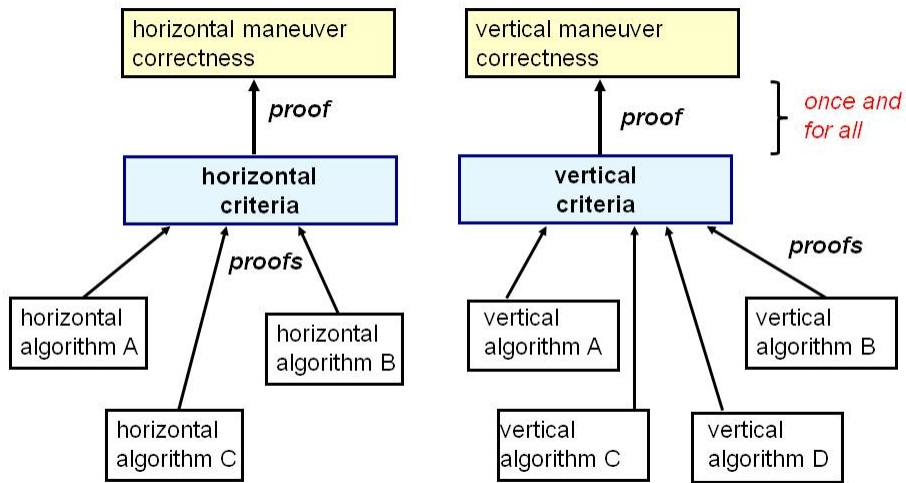 horizontal maneuver
correctness
vertical maneuver
correctness
proof
proof
once and
for all
horizontal
criteria
vertical
criteria
proofs
proofs
horizontal
algorithm A
horizontal
algorithm B
vertical
algorithm A
vertical
algorithm B
horizontal
algorithm C
vertical
algorithm C
vertical
algorithm D